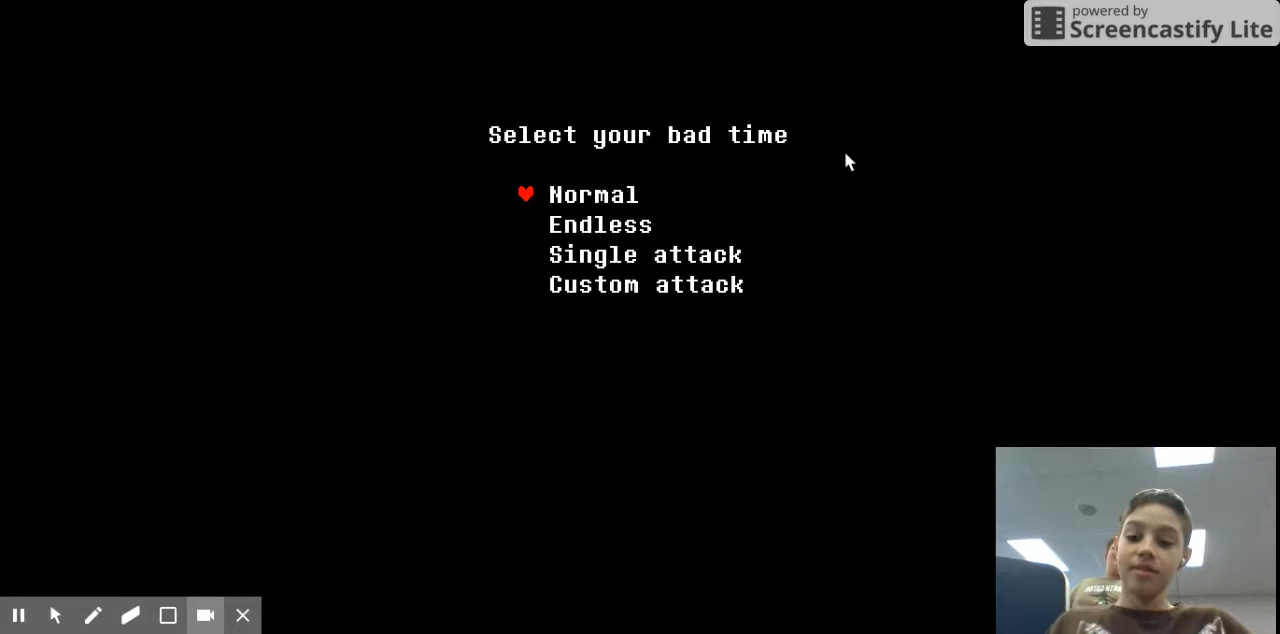 powered by
Screencastify Lite
Select your bad time
Normal
Endless
Single attack
Custom attack